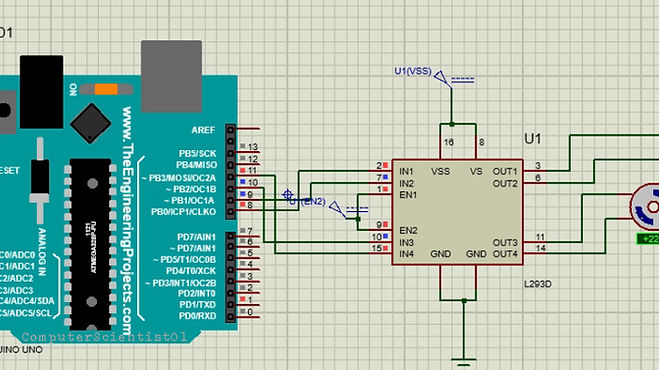 D1
ON
www.TheEngineeringProjects.com
RESET
ANALOG IN
ATMEGA328P-PU
1121
AREF
PB5/SCK 13
PB4/MISO 12
~ PB3/MOSI/OC2A 11
~ PB2/OC1B 10
~ PB1/OC1A 9
PB0/ICP1/CLKO 8
PD7/AIN1 7
~ PD7/AIN1 6
~ PD5/T1/OC0B 5
PD4/T0/XCK 4
~ PD3/INT1/OC2B 3
PD2/INT0 2
PD1/TXD 1
PD0/RXD 0
C0/ADC0
C1/ADC1
C2/ADC2
C3/ADC3
C4/ADC4/SDA
C5/ADC5/SCL
ComputerScientist01
UINO UNO
U1(VSS)
U1(EN2)
U1
16 8
2 IN1 VSS VS OUT1 3
7 IN2 OUT2 6
1 EN1
9 EN2
10 IN3 OUT3 11
15 IN4 GND GND OUT4 14
L293D
+22